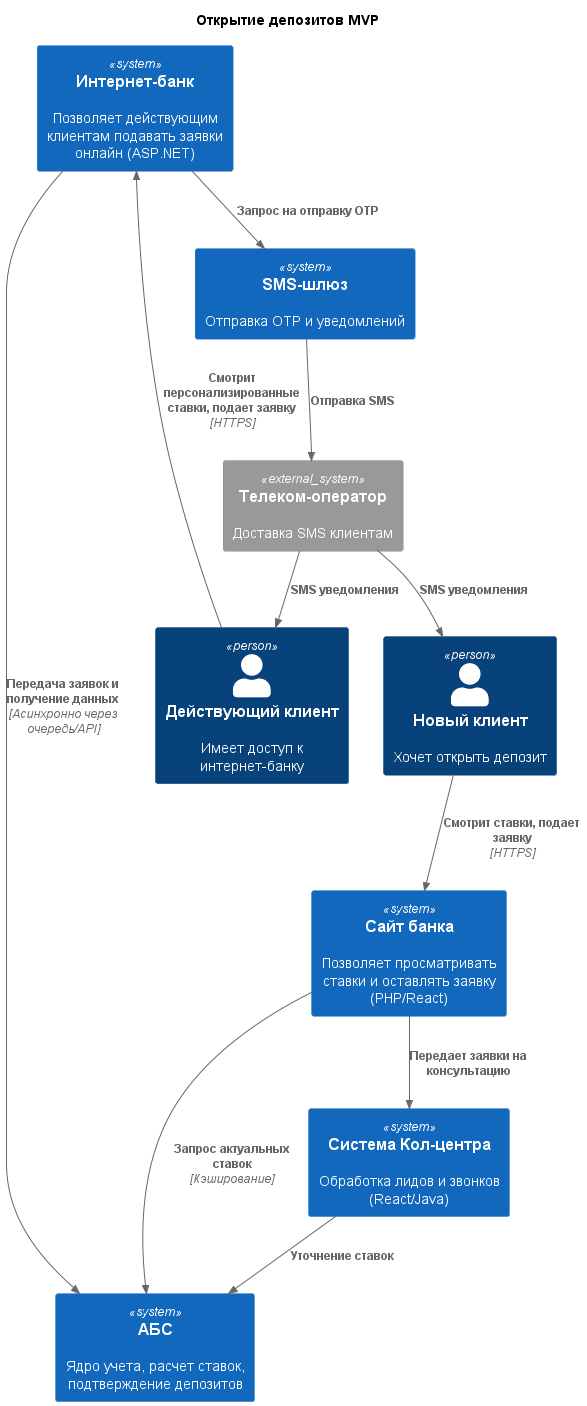 Открытие депозитов MVP
«system»
Интернет-банк
Позволяет действующим
клиентам подавать заявки
онлайн (ASP.NET)
Запрос на отправку OTP
«system»
SMS-шлюз
Отправка OTP и уведомлений
Смотрит
персонализированные
ставки, подает заявку
[HTTPS]
Отправка SMS
«external_system»
Телеком-оператор
Доставка SMS клиентам
SMS уведомления
SMS уведомления
«person»
Действующий клиент
Имеет доступ к
интернет-банку
«person»
Новый клиент
Хочет открыть депозит
Передача заявок и
получение данных
[Асинхронно через
очередь/API]
Смотрит ставки, подает
заявку
[HTTPS]
«system»
Сайт банка
Позволяет просматривать
ставки и оставлять заявку
(PHP/React)
Передает заявки на
консультацию
«system»
Система Кол-центра
Обработка лидов и звонков
(React/Java)
Запрос актуальных
ставок
[Кэширование]
Уточнение ставок
«system»
АБС
Ядро учета, расчет ставок,
подтверждение депозитов